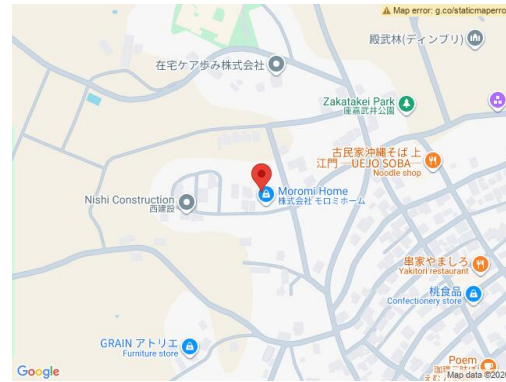 Map error: g.co/staticmaperro
殿武林(ディンブリ)
在宅ケア歩み株式会社
Zakatakei Park
座嘉武井公園
古民家沖縄そば 上
江門 —UEJO SOBA—
Noodle shop
Moromi Home
株式会社 モロミホーム
Nishi Construction
西建設
串家やましろ
Yakitori restaurant
桃食品
Confectionery store
GRAIN アトリエ
Furniture store
Poem
Google
Map data ©2026